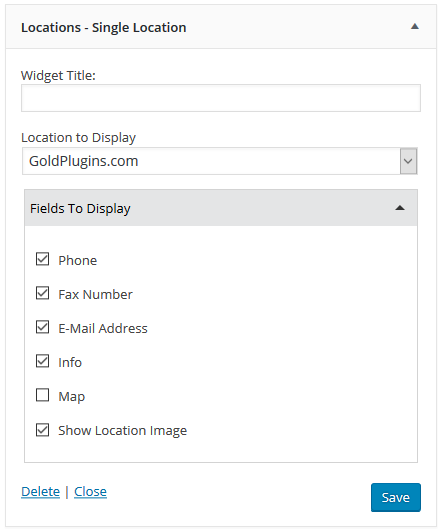 Locations - Single Location
Widget Title:
Location to Display
GoldPlugins.com
Fields To Display
Phone
Fax Number
E-Mail Address
Info
Map
Show Location Image
Delete | Close
Save